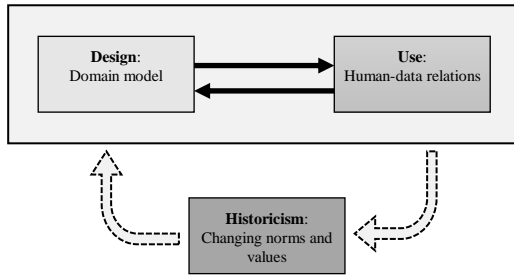 Design:
Domain model
Use:
Human-data relations
Historicism:
Changing norms and
values